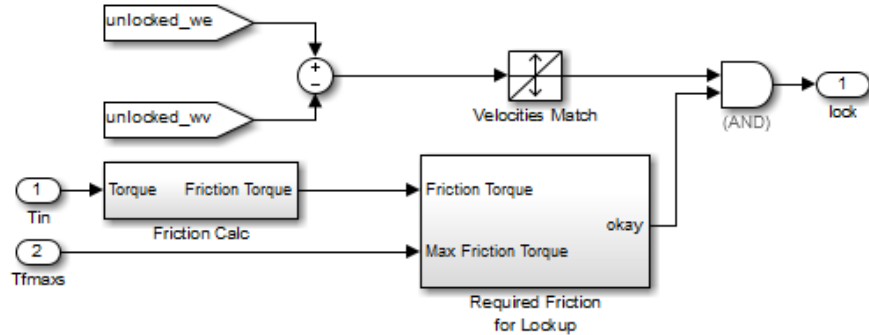 unlocked_we
+
−
unlocked_wv
Velocities Match
(AND)
1
lock
1
Tin
Torque Friction Torque
Friction Calc
2
Tfmaxs
Friction Torque
okay
Max Friction Torque
Required Friction
for Lockup